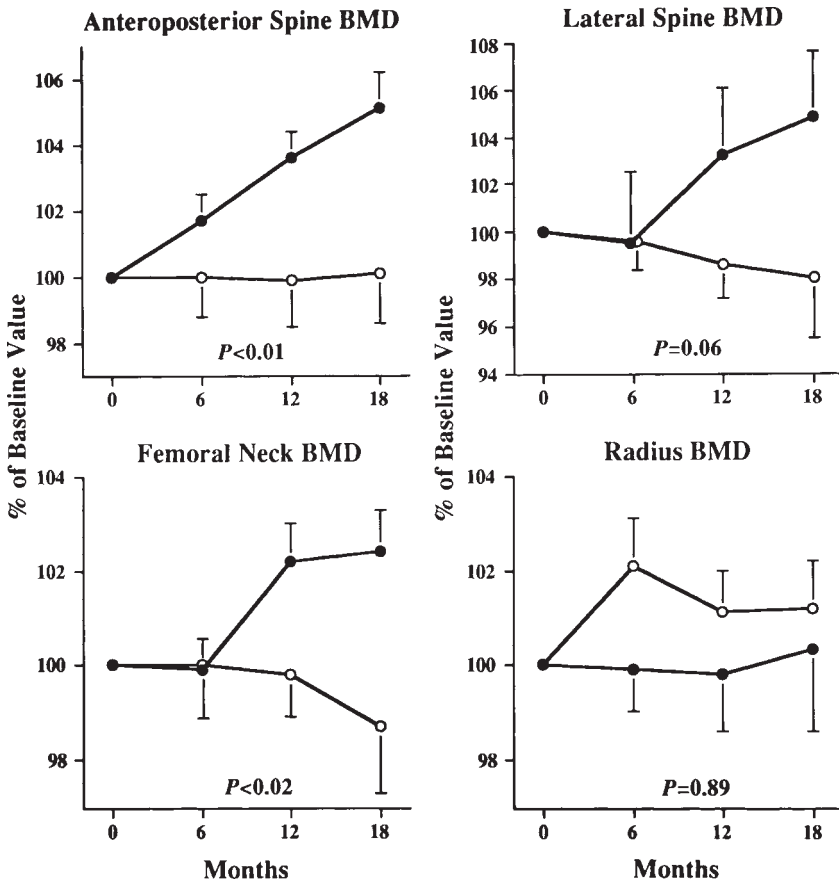 Anteroposterior Spine BMD
106
104
102
100
98
P<0.01
0 6 12 18
Lateral Spine BMD
108
106
104
102
100
98
96
94
P=0.06
0 6 12 18
% of Baseline Value
% of Baseline Value
Femoral Neck BMD
104
102
100
98
P<0.02
0 6 12 18
Months
Radius BMD
104
102
100
98
P=0.89
0 6 12 18
Months